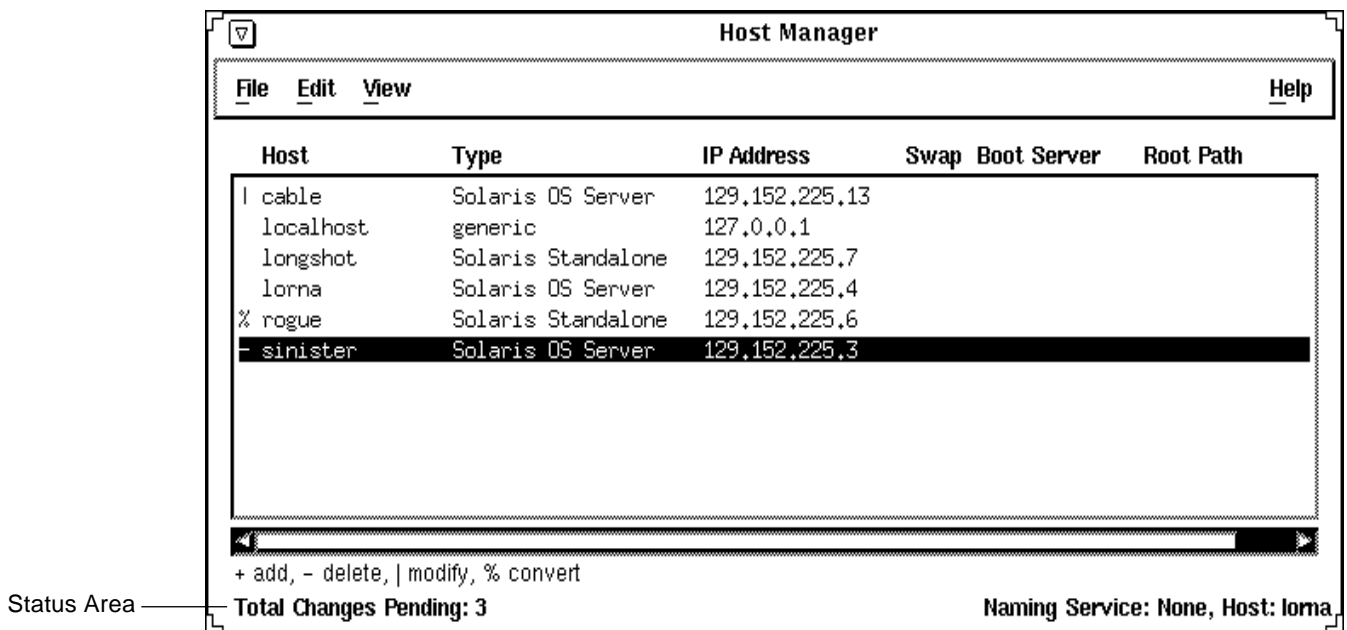 Host Manager
File Edit View Help
Host Type IP Address Swap Boot Server Root Path
| cable Solaris OS Server 129.152.225.13
localhost generic 127.0.0.1
longshot Solaris Standalone 129.152.225.7
lorna Solaris OS Server 129.152.225.4
% rogue Solaris Standalone 129.152.225.6
- sinister Solaris OS Server 129.152.225.3
+ add, - delete, | modify, % convert
Status Area Total Changes Pending: 3 Naming Service: None, Host: lorna